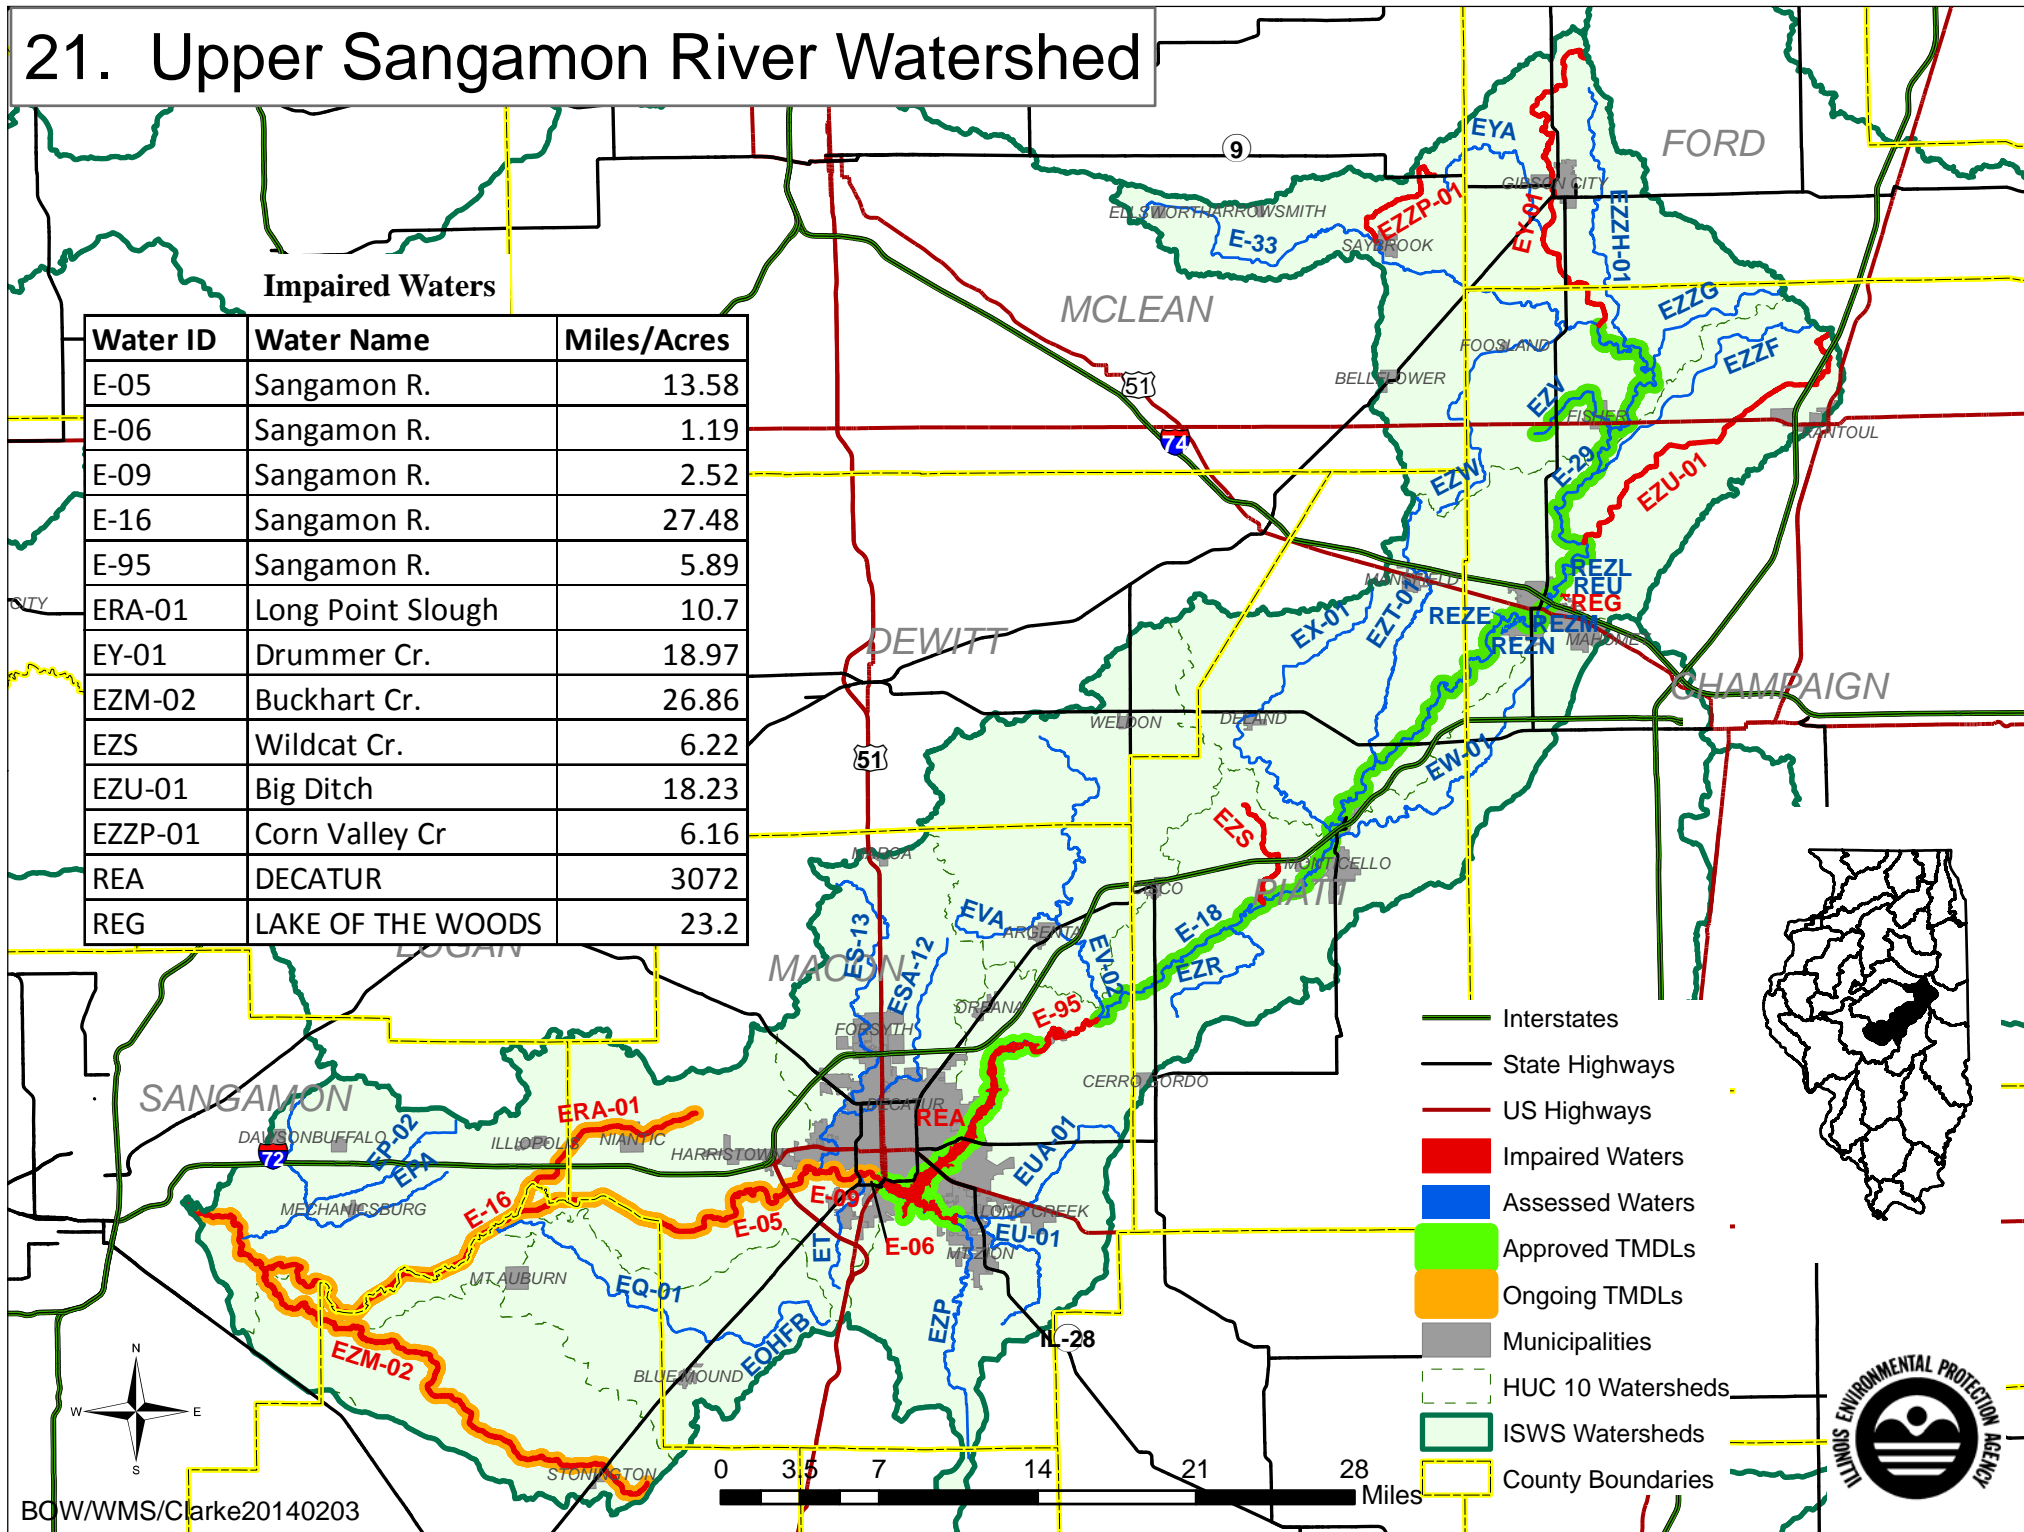 21. Upper Sangamon River Watershed
Impaired Waters
Water ID Water Name Miles/Acres
E-05 Sangamon R. 13.58
E-06 Sangamon R. 1.19
E-09 Sangamon R. 2.52
E-16 Sangamon R. 27.48
E-95 Sangamon R. 5.89
ERA-01 Long Point Slough 10.7
EY-01 Drummer Cr. 18.97
EZM-02 Buckhart Cr. 26.86
EZS Wildcat Cr. 6.22
EZU-01 Big Ditch 18.23
EZZP-01 Corn Valley Cr 6.16
REA DECATUR 3072
REG LAKE OF THE WOODS 23.2
FORD
9
EYA
GIBSON CITY
EZZP-01
EY-01
EZZH-01
ELLSWORTH
ARROWSMITH
E-33
SAYBROOK
MCLEAN
EZZG
EZZF
FOOSLAND
BELLFLOWER
51
EZV
FISHER
RANTOUL
74
EZW
E-29
EZU-01
MANSFIELD
REZL
REU
REG
REZE
REZM
REZN
MAHOMET
CITY
DEWITT
EX-01
EZT-01
CHAMPAIGN
WELDON
DELAND
51
EW-01
EZS
MONTICELLO
PIATT
MAROA
CISCO
LOGAN
MACON
ES-13
ESA-12
EVA
ARGENTA
EV-02
E-18
EZR
OREANA
E-95
FORSYTH
CERRO GORDO
SANGAMON
DECATUR
REA
ERA-01
DAWSON
BUFFALO
EP-02
EPA
ILLIOPOLIS
NIANTIC
HARRISTOWN
72
EUA-01
MECHANICSBURG
E-16
E-09
E-05
LONG CREEK
ET
E-06
EU-01
MT ZION
MT AUBURN
EQ-01
EZP
EOHFB
IL-28
EZM-02
BLUE MOUND
STONINGTON
N
W
E
S
0 3.5 7 14 21 28
Miles
Interstates
State Highways
US Highways
Impaired Waters
Assessed Waters
Approved TMDLs
Ongoing TMDLs
Municipalities
HUC 10 Watersheds
ISWS Watersheds
County Boundaries
ILLINOIS ENVIRONMENTAL PROTECTION AGENCY
BOW/WMS/Clarke20140203